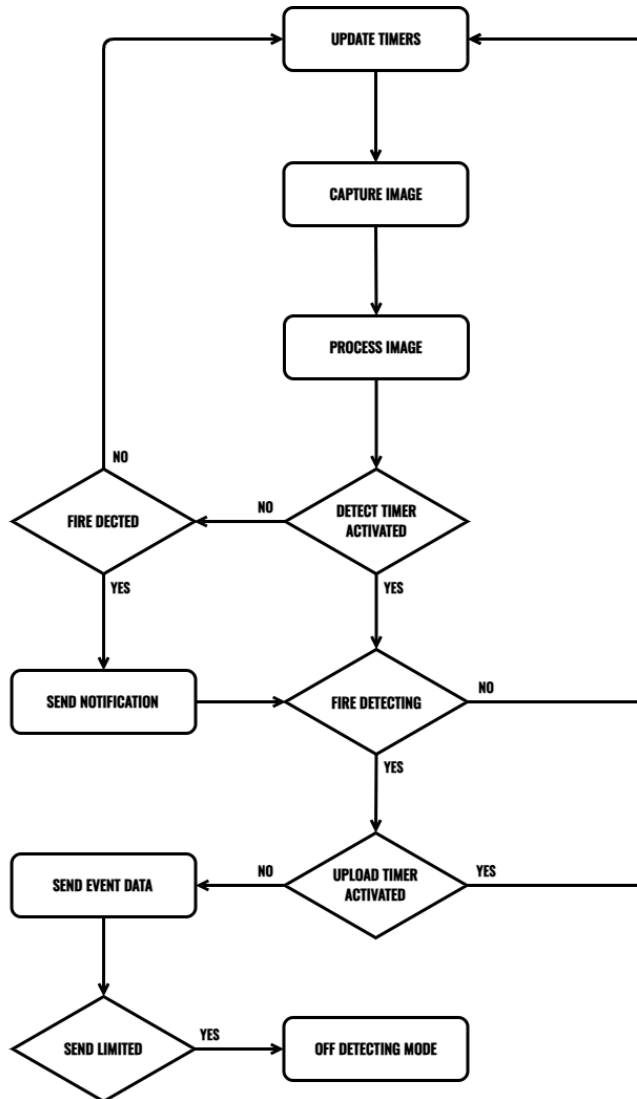 UPDATE TIMERS
CAPTURE IMAGE
PROCESS IMAGE
NO
FIRE DECTED
NO
DETECT TIMER
ACTIVATED
YES
YES
SEND NOTIFICATION
FIRE DETECTING
NO
YES
SEND EVENT DATA
NO
UPLOAD TIMER
ACTIVATED
YES
SEND LIMITED
YES
OFF DETECTING MODE